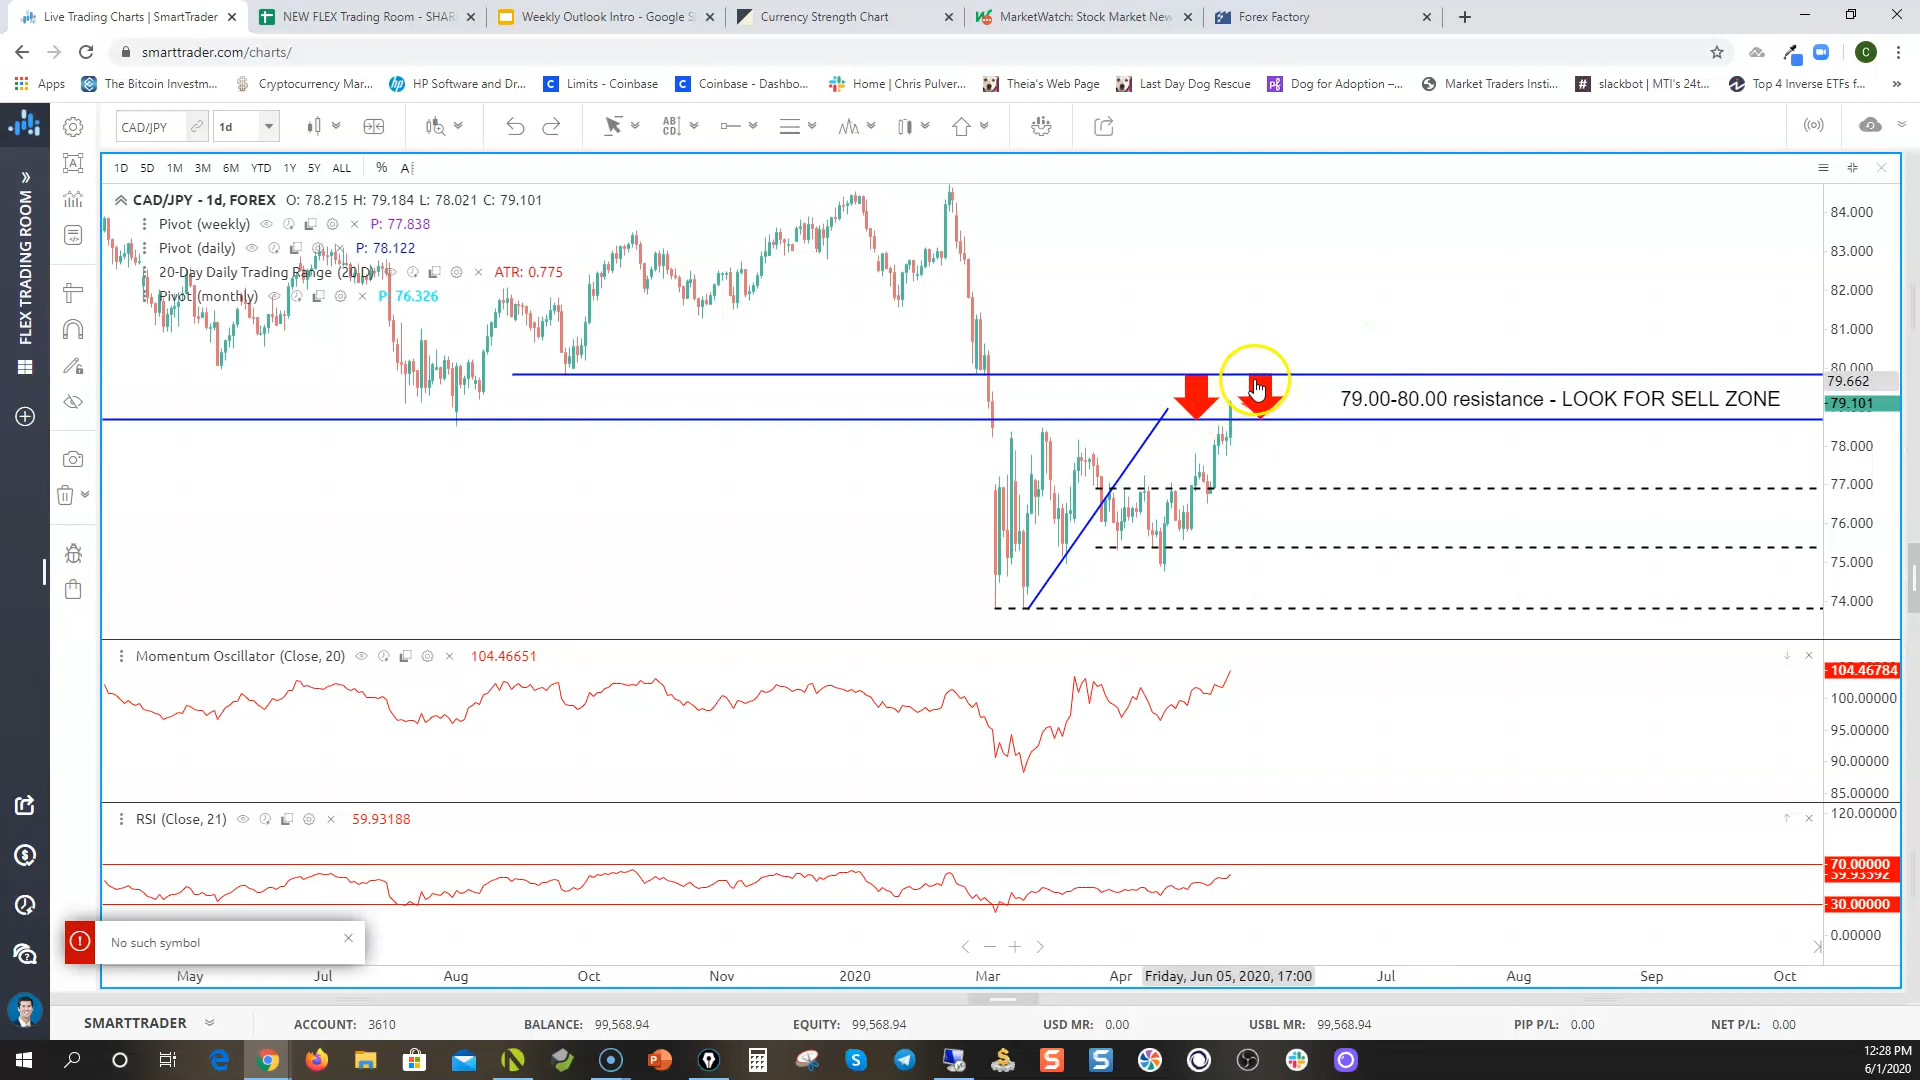 Live Trading Charts | SmartTrader
NEW FLEX Trading Room - SHAR
Weekly Outlook Intro - Google S
Currency Strength Chart
MarketWatch: Stock Market New
Forex Factory
smarttrader.com/charts/
C
Apps
The Bitcoin Investm...
Cryptocurrency Mar...
HP Software and Dr...
Limits - Coinbase
Coinbase - Dashbo...
Home | Chris Pulver...
Theia's Web Page
Last Day Dog Rescue
Dog for Adoption –...
Market Traders Insti...
slackbot | MTI's 24t...
Top 4 Inverse ETFs f...
CAD/JPY
1d
AB
CD
1D 5D 1M 3M 6M YTD 1Y 5Y ALL % A
FLEX TRADING ROOM
CAD/JPY - 1d, FOREX O: 78.215 H: 79.184 L: 78.021 C: 79.101
Pivot (weekly) P: 77.838
Pivot (daily) P: 78.122
20-Day Daily Trading Range (20,D) ATR: 0.775
Pivot (monthly) P: 76.326
79.00-80.00 resistance - LOOK FOR SELL ZONE
84.000
83.000
82.000
81.000
80.000
79.662
79.101
78.000
77.000
76.000
75.000
74.000
Momentum Oscillator (Close, 20) 104.46651
104.46784
100.00000
95.00000
90.00000
85.00000
RSI (Close, 21) 59.93188
120.00000
70.00000
59.93592
30.00000
0.00000
No such symbol
May Jul Aug Oct Nov 2020 Mar Apr Friday, Jun 05, 2020, 17:00 Jul Aug Sep Oct
SMARTTRADER ACCOUNT: 3610 BALANCE: 99,568.94 EQUITY: 99,568.94 USD MR: 0.00 USBL MR: 99,568.94 PIP P/L: 0.00 NET P/L: 0.00
12:28 PM
6/1/2020